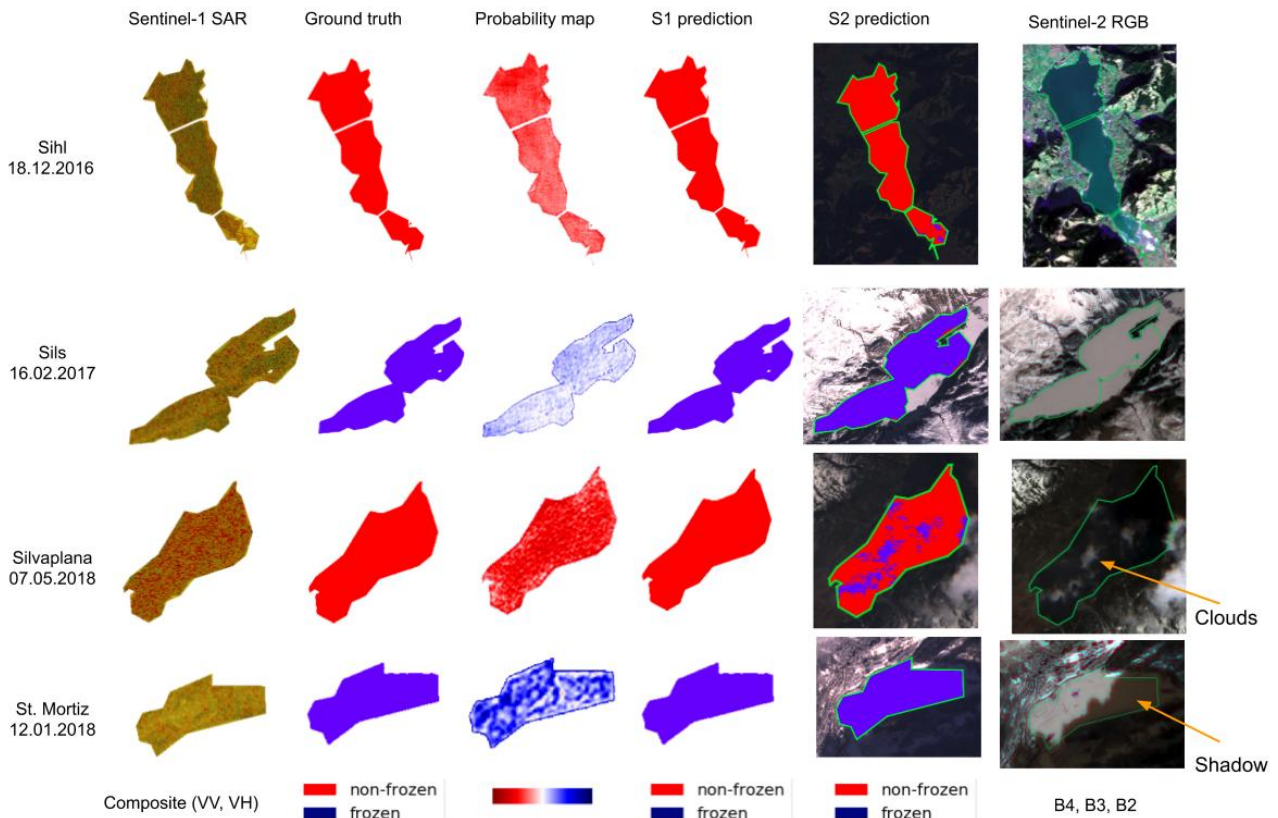 Sentinel-1 SAR
Ground truth
Probability map
S1 prediction
S2 prediction
Sentinel-2 RGB
Sihl
18.12.2016
Sils
16.02.2017
Silvaplana
07.05.2018
Clouds
St. Mortiz
12.01.2018
Shadow
Composite (VV, VH)
non-frozen
frozen
non-frozen
frozen
non-frozen
frozen
B4, B3, B2